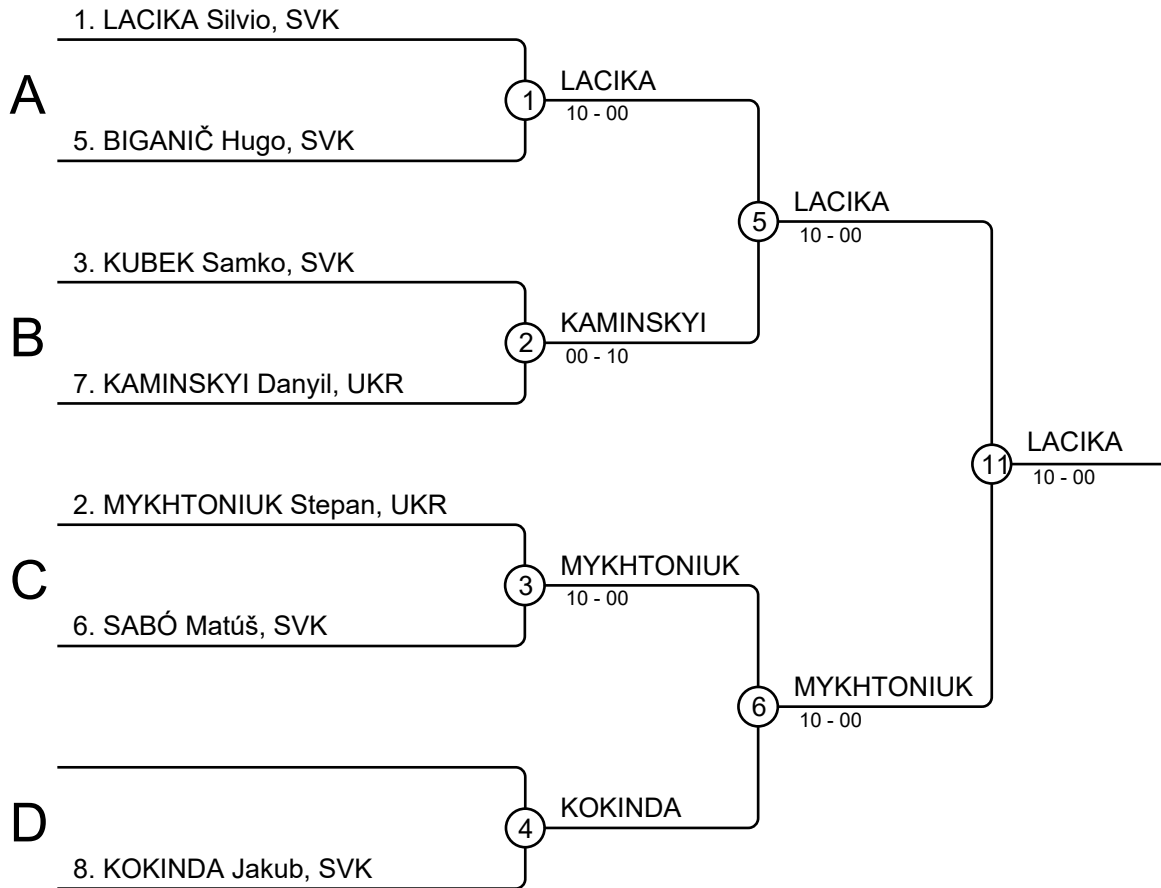 1. LACIKA Silvio, SVK
A
1
LACIKA
10 - 00
5. BIGANIČ Hugo, SVK
5
LACIKA
10 - 00
3. KUBEK Samko, SVK
B
2
KAMINSKYI
00 - 10
7. KAMINSKYI Danyil, UKR
11
LACIKA
10 - 00
2. MYKHTONIUK Stepan, UKR
C
3
MYKHTONIUK
10 - 00
6. SABÓ Matúš, SVK
6
MYKHTONIUK
10 - 00
D
4
KOKINDA
8. KOKINDA Jakub, SVK